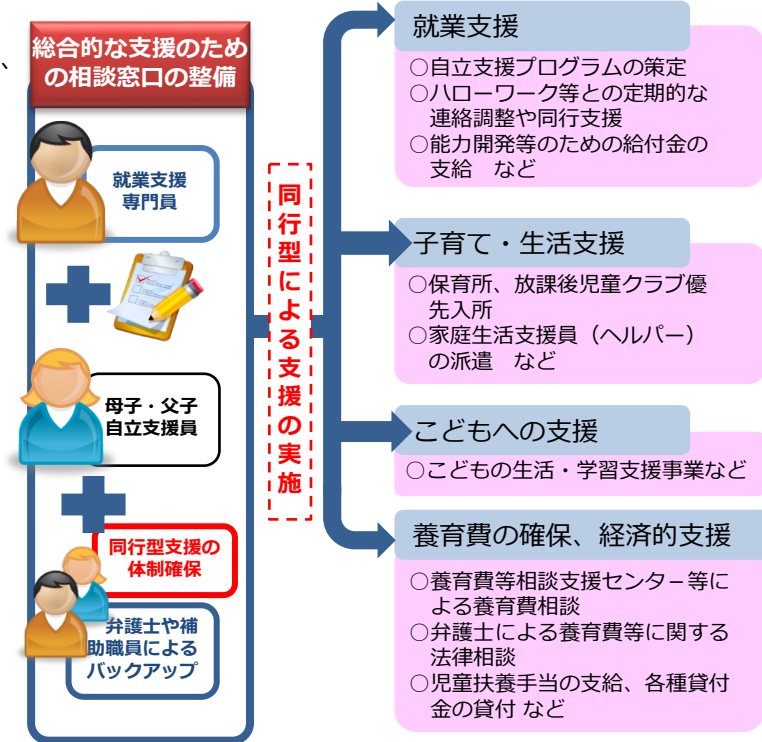 、
総合的な支援のため
の相談窓口の整備
就業支援
専門員
母子・父子
自立支援員
同行型支援の
体制確保
弁護士や補
助職員による
バックアップ
同行型による支援の実施
就業支援
○自立支援プログラムの策定
○ハローワーク等との定期的な
連絡調整や同行支援
○能力開発等のための給付金の
支給　など
子育て・生活支援
○保育所、放課後児童クラブ優
先入所
○家庭生活支援員（ヘルパー）
の派遣　など
こどもへの支援
○こどもの生活・学習支援事業など
養育費の確保、経済的支援
○養育費等相談支援センタ－等に
よる養育費相談
○弁護士による養育費等に関する
法律相談
○児童扶養手当の支給、各種貸付
金の貸付 など